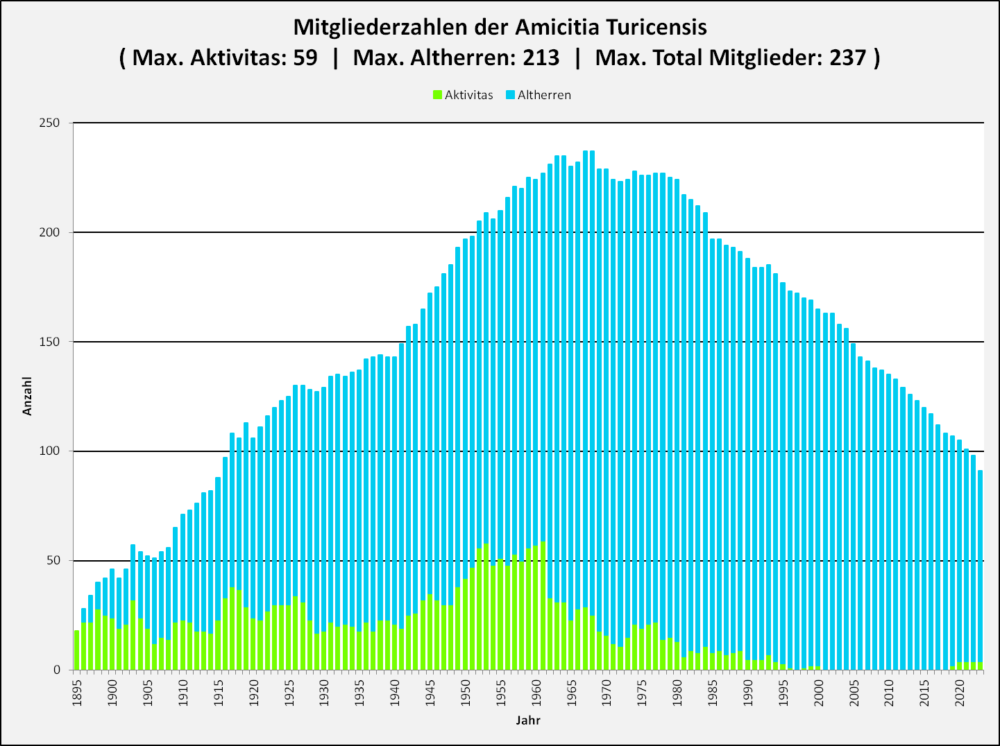 Mitgliederzahlen der Amicitia Turicensis
( Max. Aktivitas: 59 | Max. Altherren: 213 | Max. Total Mitglieder: 237 )
Aktivitas Altherren
250
200
150
100
50
0
Anzahl
1895 1900 1905 1910 1915 1920 1925 1930 1935 1940 1945 1950 1955 1960 1965 1970 1975 1980 1985 1990 1995 2000 2005 2010 2015 2020
Jahr